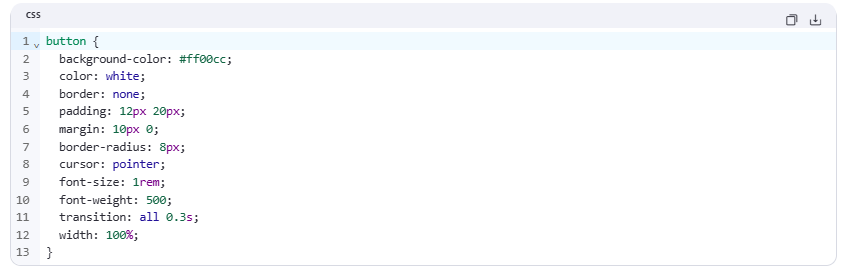 css
1 button {
2   background-color: #ff00cc;
3   color: white;
4   border: none;
5   padding: 12px 20px;
6   margin: 10px 0;
7   border-radius: 8px;
8   cursor: pointer;
9   font-size: 1rem;
10   font-weight: 500;
11   transition: all 0.3s;
12   width: 100%;
13 }